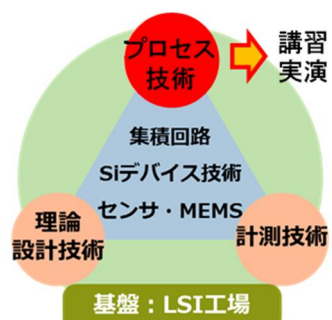 プロセス
技術
講習
実演
集積回路
Siデバイス技術
センサ・MEMS
理論
設計技術
計測技術
基盤：LSI工場